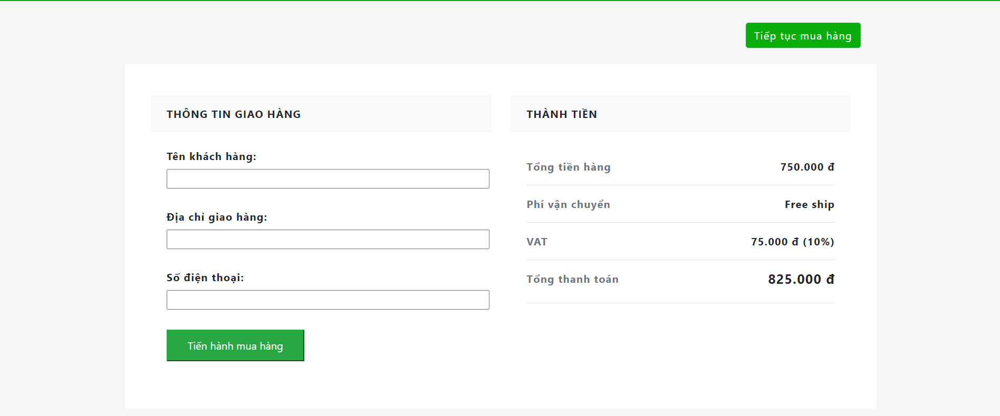 Tiếp tục mua hàng
THÔNG TIN GIAO HÀNG
Tên khách hàng:
Địa chỉ giao hàng:
Số điện thoại:
Tiến hành mua hàng
THÀNH TIỀN
Tổng tiền hàng 750.000 đ
Phí vận chuyển Free ship
VAT 75.000 đ (10%)
Tổng thanh toán 825.000 đ